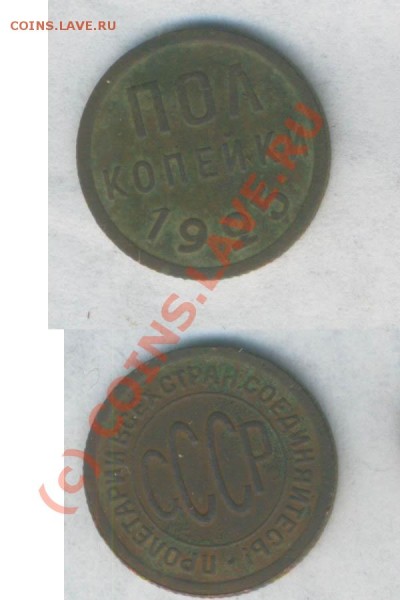 COINS.LAVE.RU
ПОЛ
КОПЕЙКИ
(c) COINS.LAVE.RU
ПРОЛЕТАРИИ ВСЕХ СТРАН, СОЕДИНЯЙТЕСЬ!
СССР